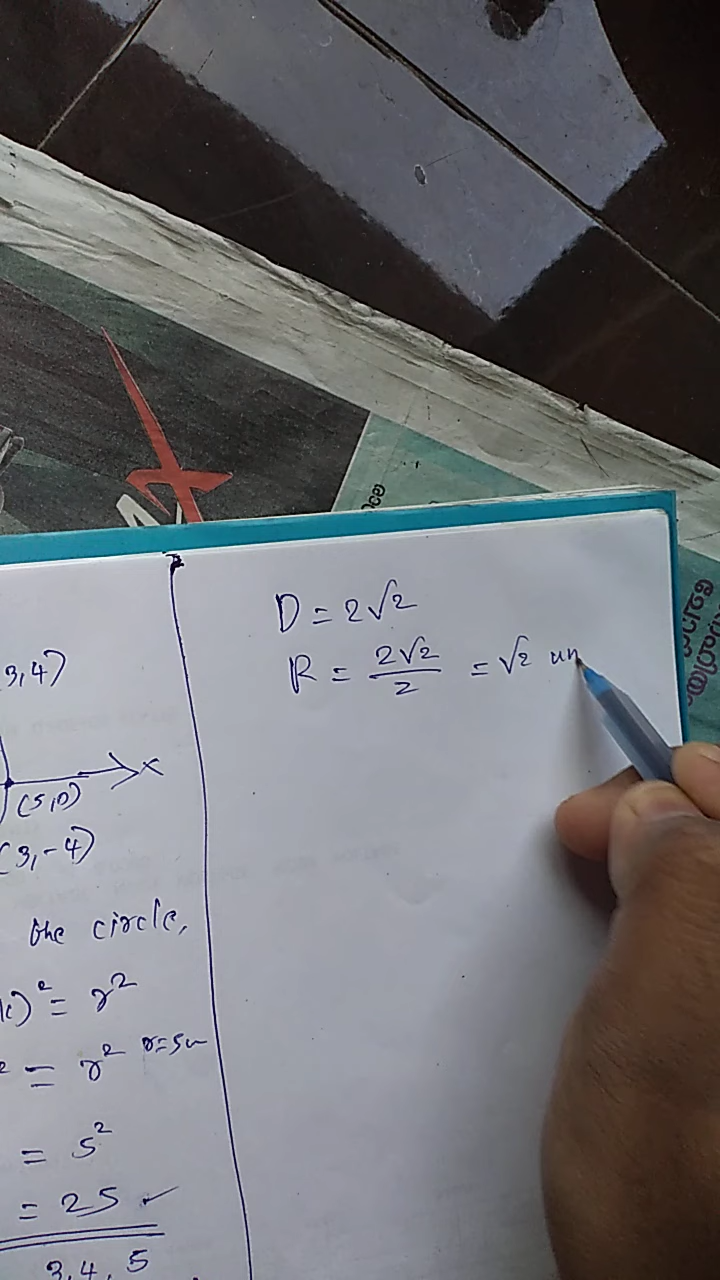 3,4)
x
(5,0)
(3,-4)
the circle,
k)² = r²
² = r² r=5u
= 5²
= 25 ✓
3,4,5
D = 2√2
R = 2√2/2 = √2 un